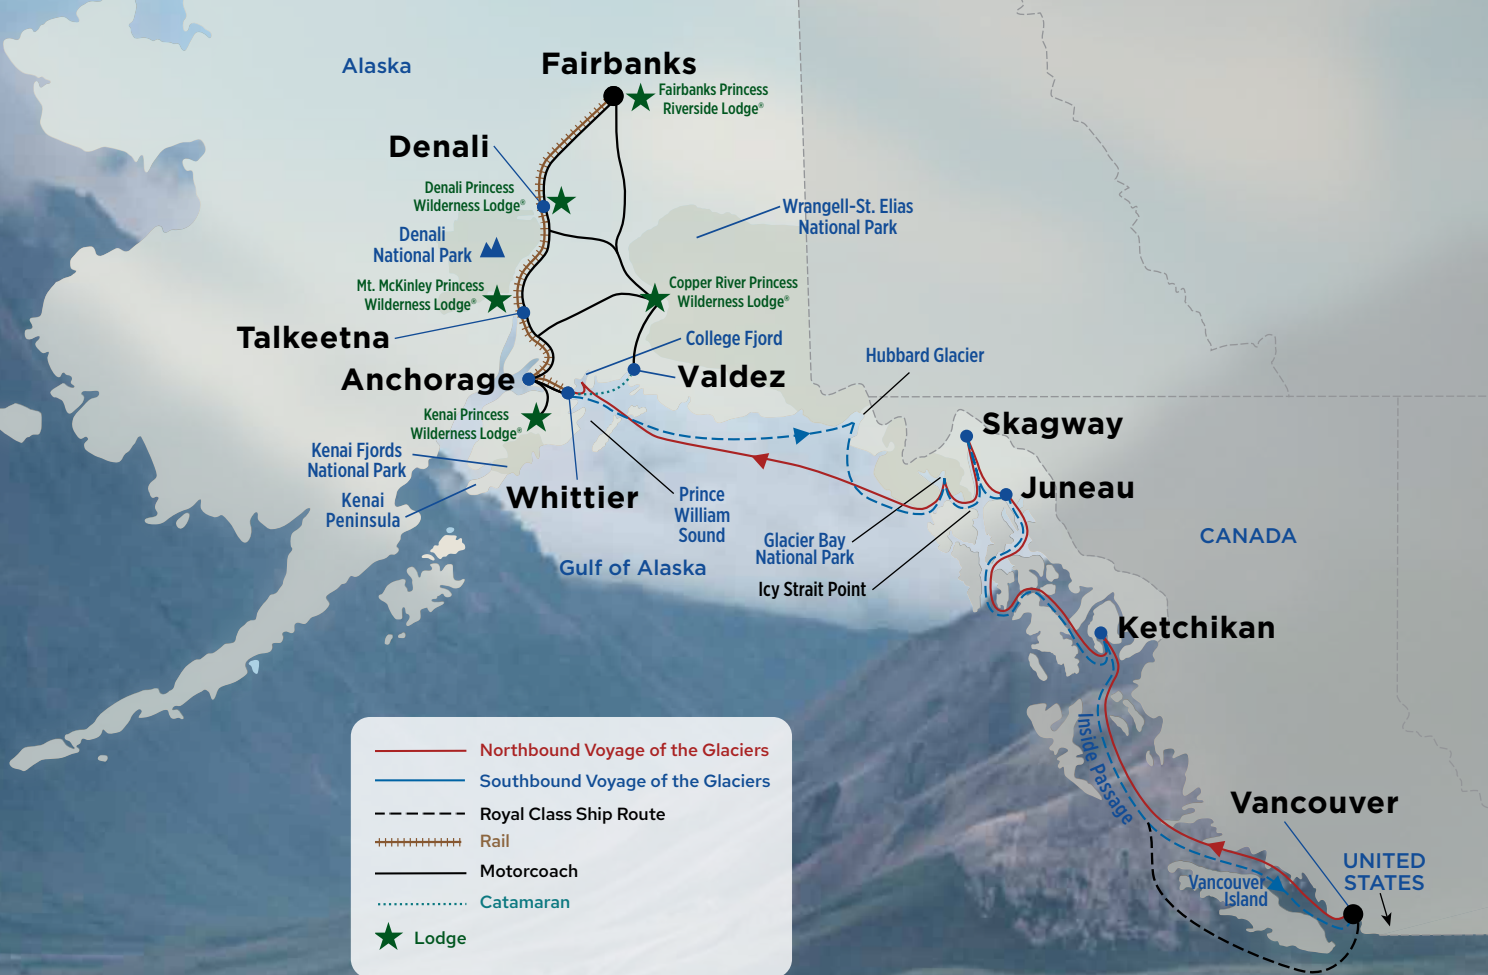 Alaska
Fairbanks
Fairbanks Princess
Riverside Lodge®
Denali
Denali Princess
Wilderness Lodge®
Denali
National Park
Wrangell-St. Elias
National Park
Mt. McKinley Princess
Wilderness Lodge®
Copper River Princess
Wilderness Lodge®
Talkeetna
College Fjord
Hubbard Glacier
Anchorage
Valdez
Kenai Princess
Wilderness Lodge®
Skagway
Kenai Fjords
National Park
Kenai
Peninsula
Whittier
Prince
William
Sound
Juneau
Glacier Bay
National Park
CANADA
Gulf of Alaska
Icy Strait Point
Ketchikan
Inside Passage
Vancouver
UNITED
STATES
Vancouver
Island
Northbound Voyage of the Glaciers
Southbound Voyage of the Glaciers
Royal Class Ship Route
Rail
Motorcoach
Catamaran
Lodge